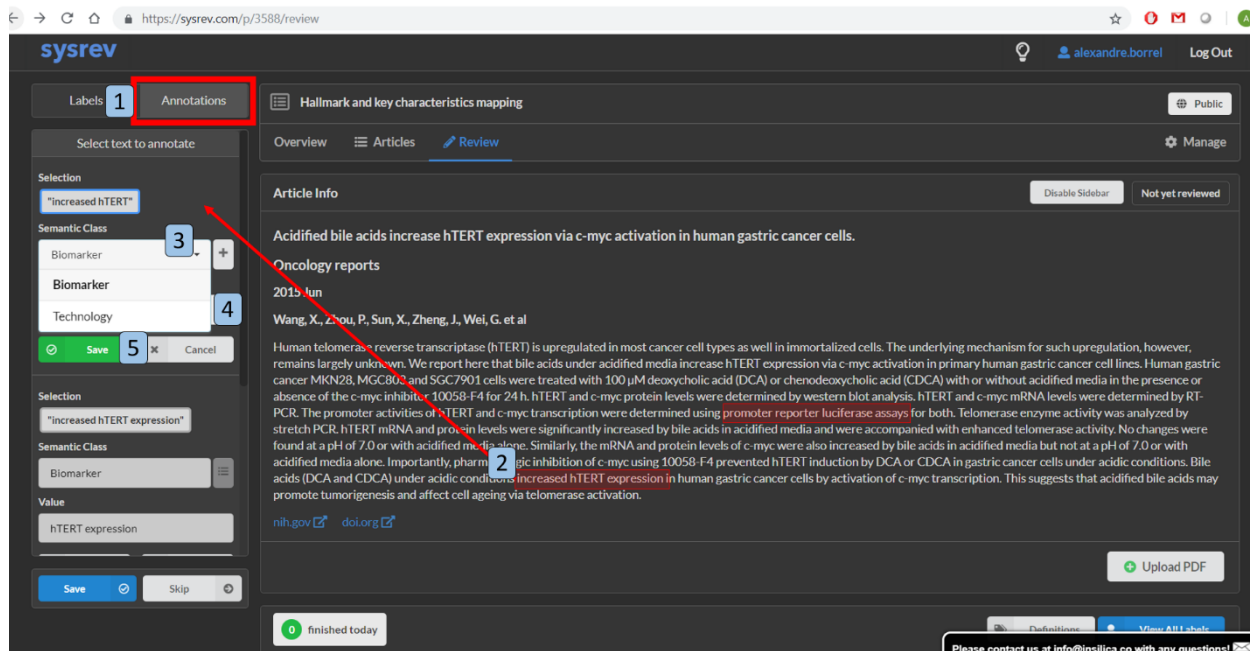 https://sysrev.com/p/3588/review
A
sysrev
alexandre.borrel Log Out
Labels 1 Annotations
Select text to annotate
Selection
"increased hTERT"
Semantic Class
3
Biomarker
+
Biomarker
Technology
4
Save 5 Cancel
Selection
"increased hTERT expression"
Semantic Class
Biomarker
Value
hTERT expression
Save Skip
Hallmark and key characteristics mapping
Public
Overview Articles Review Manage
Article Info Disable Sidebar Not yet reviewed
Acidified bile acids increase hTERT expression via c-myc activation in human gastric cancer cells.
Oncology reports
2015 Jun
Wang, X., Zhou, P., Sun, X., Zheng, J., Wei, G. et al
Human telomerase reverse transcriptase (hTERT) is upregulated in most cancer cell types as well in immortalized cells. The underlying mechanism for such upregulation, however,
remains largely unknown. We report here that bile acids under acidified media increase hTERT expression via c-myc activation in primary human gastric cancer cell lines. Human gastric
cancer MKN28, MGC803 and SGC7901 cells were treated with 100 μM deoxycholic acid (DCA) or chenodeoxycholic acid (CDCA) with or without acidified media in the presence or
absence of the c-myc inhibitor 10058-F4 for 24 h. hTERT and c-myc protein levels were determined by western blot analysis. hTERT and c-myc mRNA levels were determined by RT-
PCR. The promoter activities of hTERT and c-myc transcription were determined using promoter reporter luciferase assays for both. Telomerase enzyme activity was analyzed by
stretch PCR. hTERT mRNA and protein levels were significantly increased by bile acids in acidified media and were accompanied with enhanced telomerase activity. No changes were
found at a pH of 7.0 or with acidified media alone. Similarly, the mRNA and protein levels of c-myc were also increased by bile acids in acidified media but not at a pH of 7.0 or with
acidified media alone. Importantly, pharm 2 gic inhibition of c-myc using 10058-F4 prevented hTERT induction by DCA or CDCA in gastric cancer cells under acidic conditions. Bile
acids (DCA and CDCA) under acidic conditions increased hTERT expression in human gastric cancer cells by activation of c-myc transcription. This suggests that acidified bile acids may
promote tumorigenesis and affect cell ageing via telomerase activation.
nih.gov doi.org
Upload PDF
0 finished today
Definitions View All Labels
Please contact us at info@insilica.co with any questions!